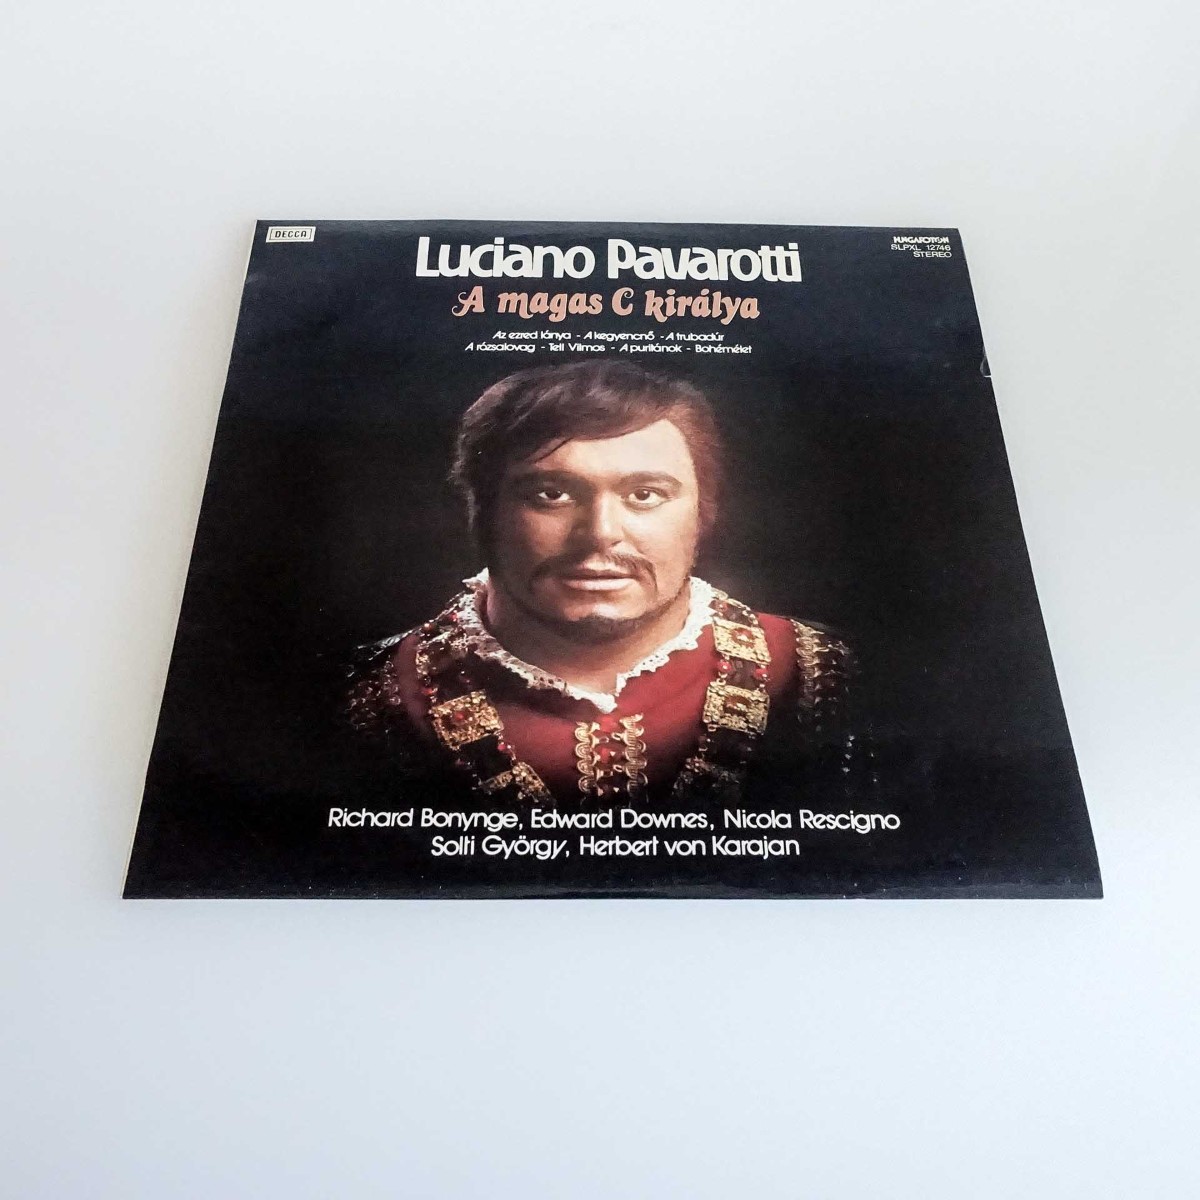 DECCA
HUNGAROTON
SLPXL 12746
STEREO
Luciano Pavarotti
A magas C királya
Az ezred lánya - A kegyencnő - A trubadúr
A rózsalovag - Tell Vilmos - A puritánok - Bohémélet
Richard Bonynge, Edward Downes, Nicola Rescigno
Solti György, Herbert von Karajan